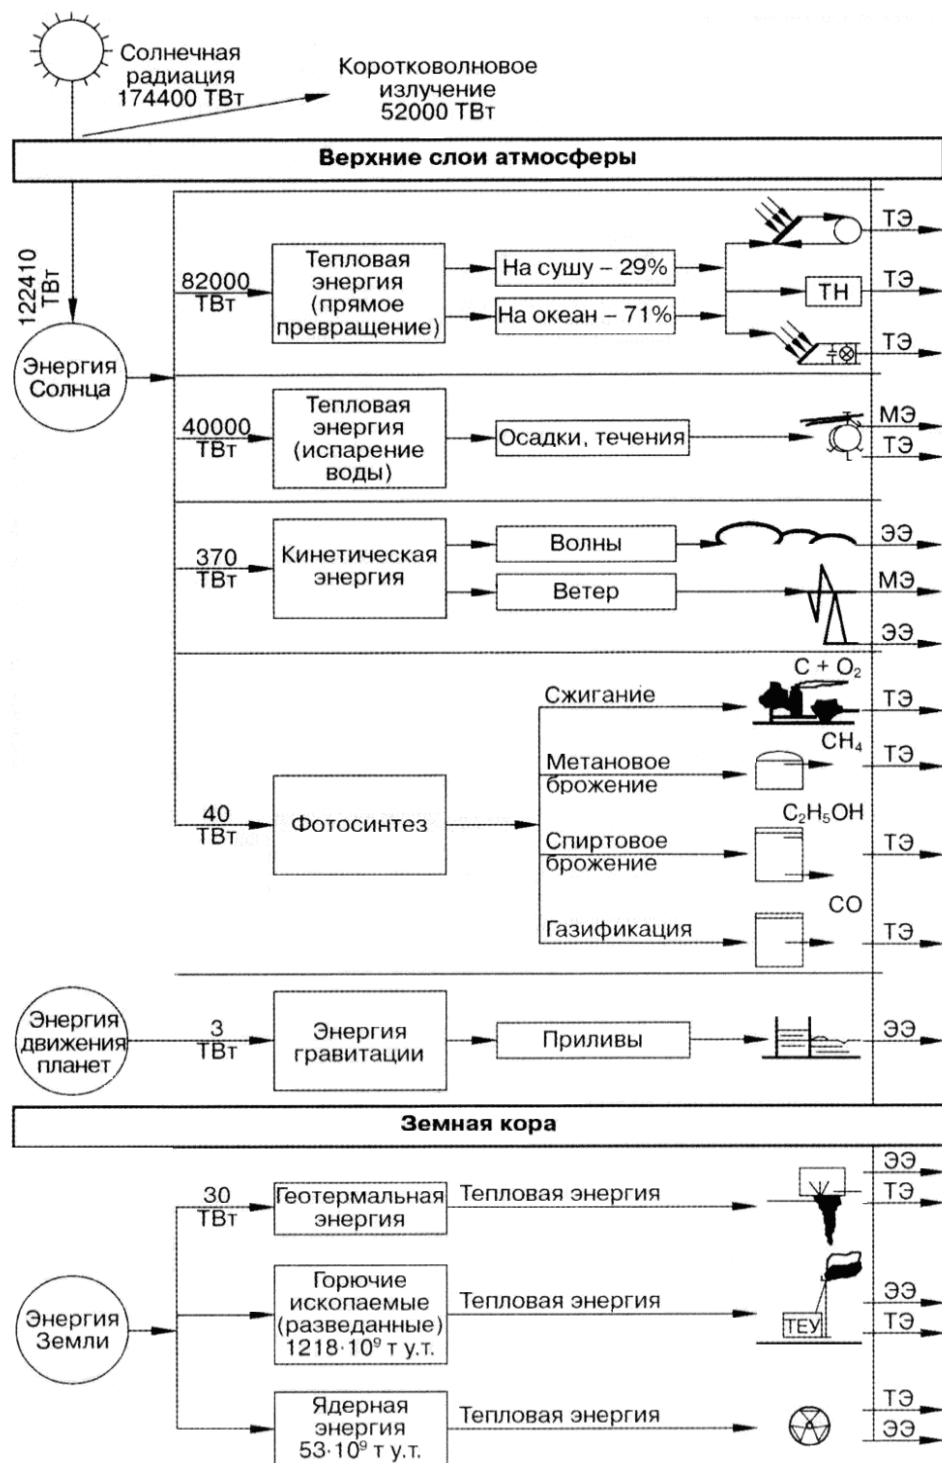 Солнечная
радиация
174400 ТВт
Коротковолновое
излучение
52000 ТВт
Верхние слои атмосферы
122410
ТВт
Энергия
Солнца
82000
ТВт
Тепловая
энергия
(прямое
превращение)
На сушу – 29%
На океан – 71%
ТЭ
ТН
ТЭ
ТЭ
40000
ТВт
Тепловая
энергия
(испарение
воды)
Осадки, течения
МЭ
ТЭ
370
ТВт
Кинетическая
энергия
Волны
ЭЭ
Ветер
МЭ
ЭЭ
40
ТВт
Фотосинтез
Сжигание
C + O₂
ТЭ
Метановое
брожение
CH₄
ТЭ
Спиртовое
брожение
C₂H₅OH
ТЭ
Газификация
CO
ТЭ
Энергия
движения
планет
3
ТВт
Энергия
гравитации
Приливы
ЭЭ
Земная кора
Энергия
Земли
30
ТВт
Геотермальная
энергия
Тепловая энергия
ЭЭ
ТЭ
Горючие
ископаемые
(разведанные)
1218·10⁹ т у.т.
Тепловая энергия
ТЕУ
ЭЭ
ТЭ
Ядерная
энергия
53·10⁹ т у.т.
Тепловая энергия
ТЭ
ЭЭ